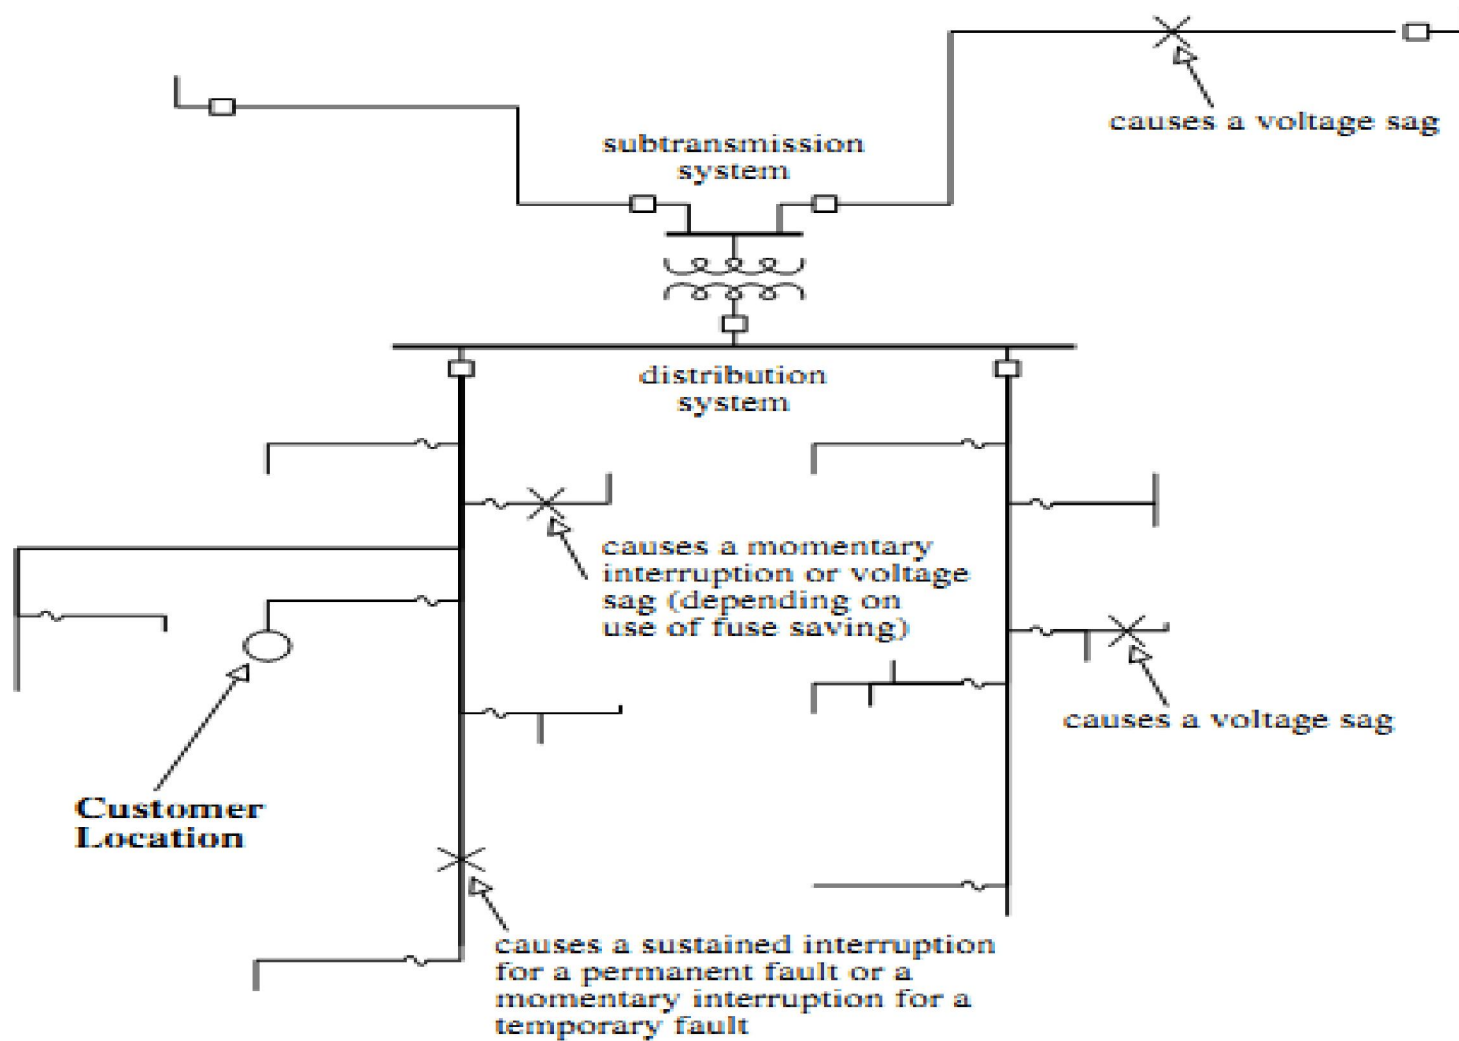 causes a voltage sag
subtransmission
system
distribution
system
causes a momentary
interruption or voltage
sag (depending on
use of fuse saving)
causes a voltage sag
Customer
Location
causes a sustained interruption
for a permanent fault or a
momentary interruption for a
temporary fault